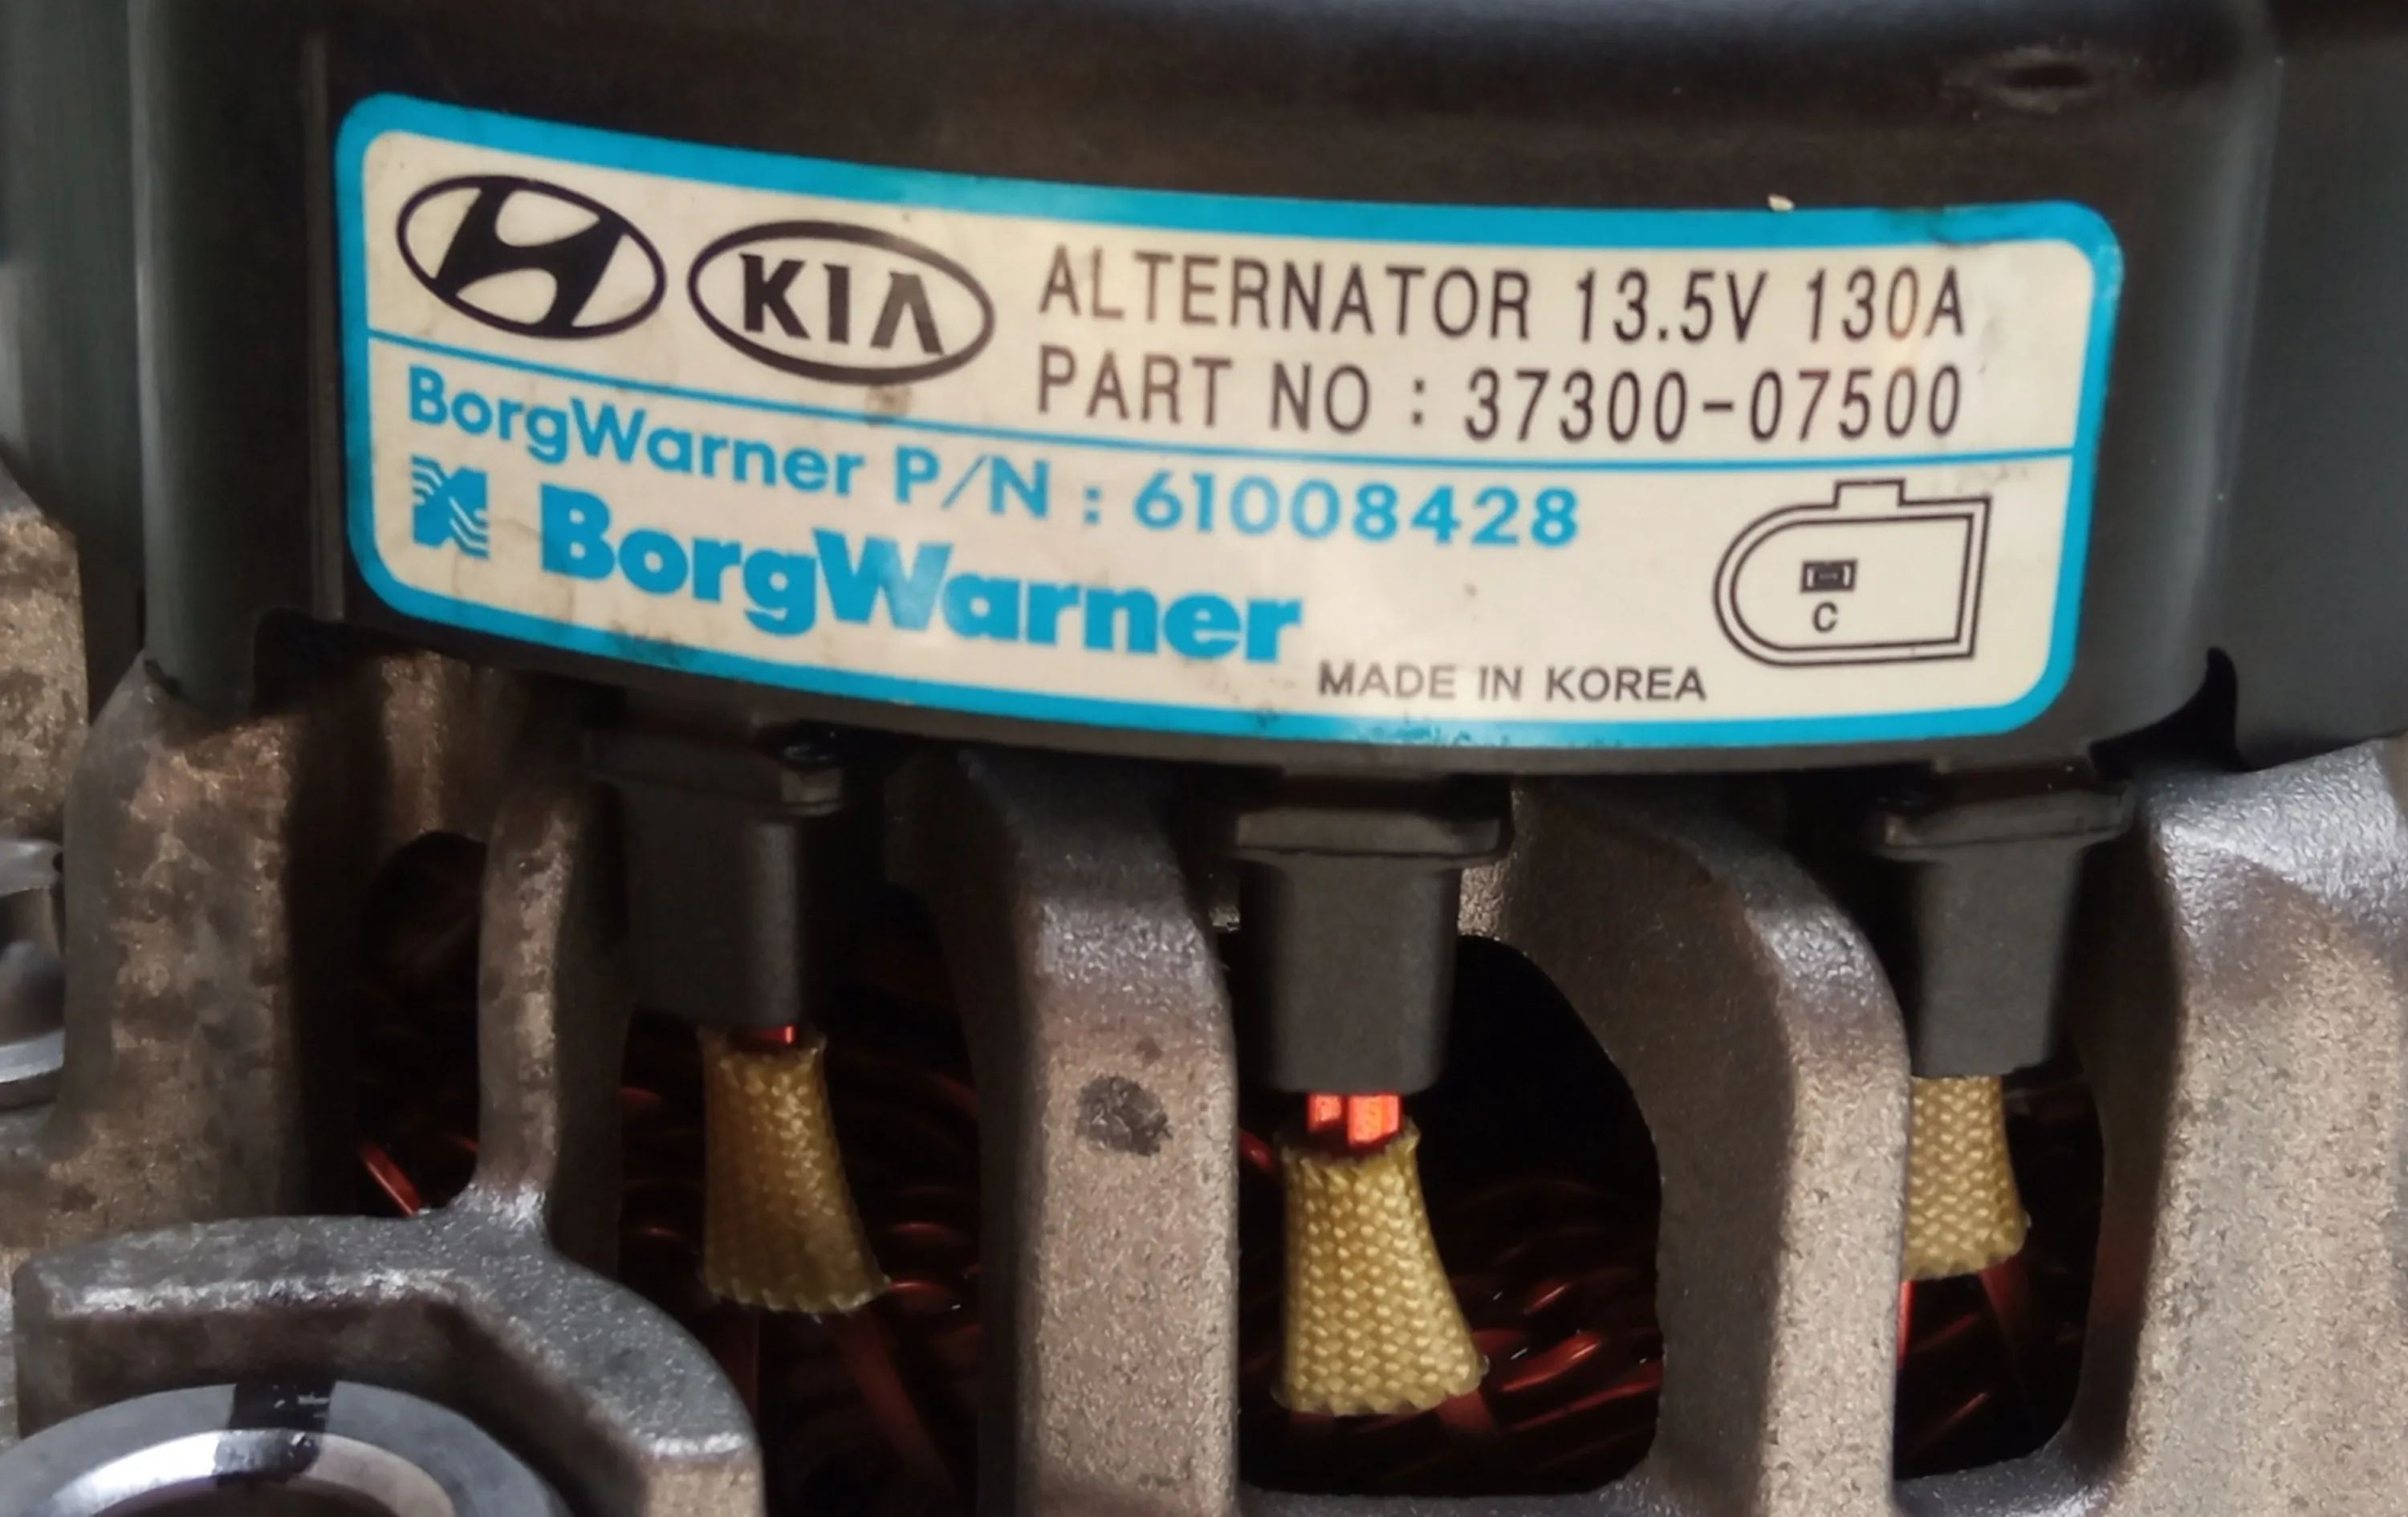 KIA
ALTERNATOR 13.5V 130A
PART NO : 37300-07500
BorgWarner P/N : 61008428
BorgWarner
C
MADE IN KOREA